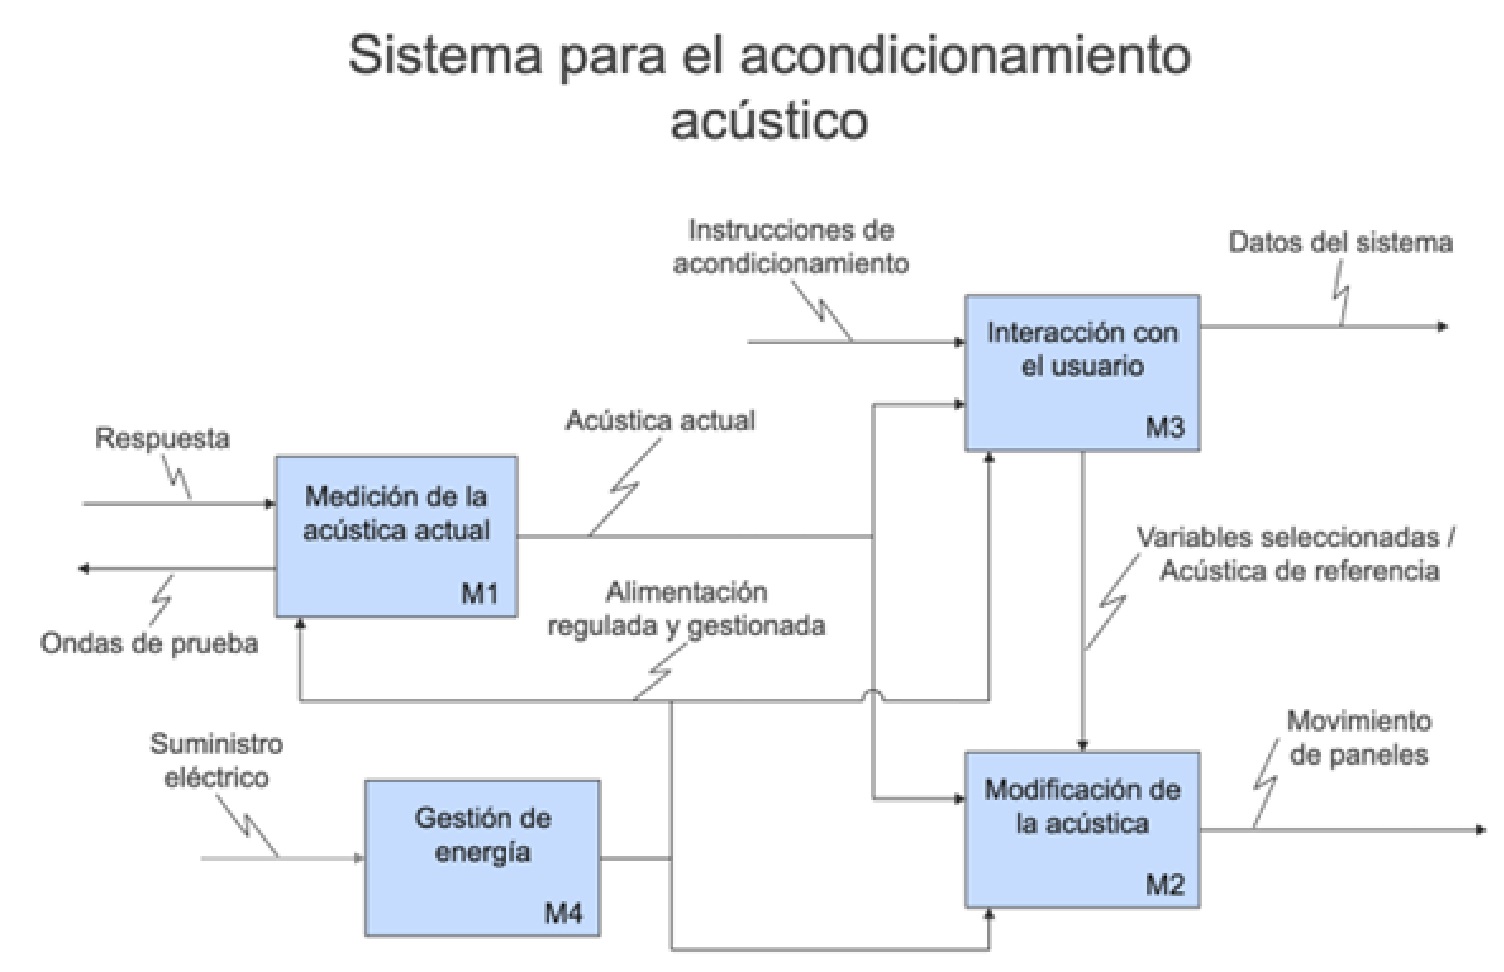 Sistema para el acondicionamiento
acústico
Instrucciones de
acondicionamiento
Datos del sistema
Interacción con
el usuario
M3
Respuesta
Acústica actual
Medición de la
acústica actual
M1
Ondas de prueba
Alimentación
regulada y gestionada
Variables seleccionadas /
Acústica de referencia
Suministro
eléctrico
Gestión de
energía
M4
Modificación de
la acústica
M2
Movimiento
de paneles